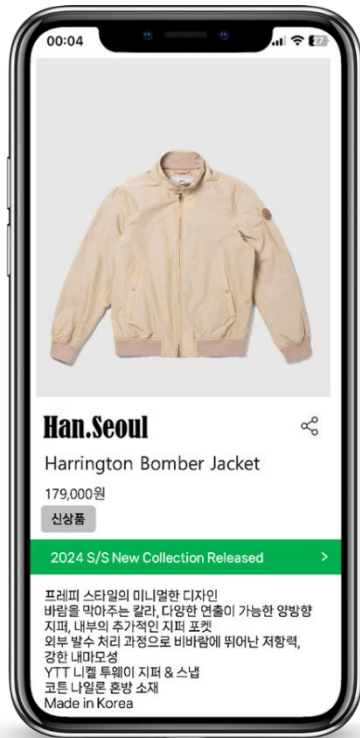 00:04
27
Han.Seoul
Harrington Bomber Jacket
179,000원
신상품
2024 S/S New Collection Released >
프레피 스타일의 미니멀한 디자인
바람을 막아주는 칼라, 다양한 연출이 가능한 양방향
지퍼, 내부의 추가적인 지퍼 포켓
외부 발수 처리 과정으로 비바람에 뛰어난 저항력,
강한 내마모성
YTT 니켈 투웨이 지퍼 & 스냅
코튼 나일론 혼방 소재
Made in Korea